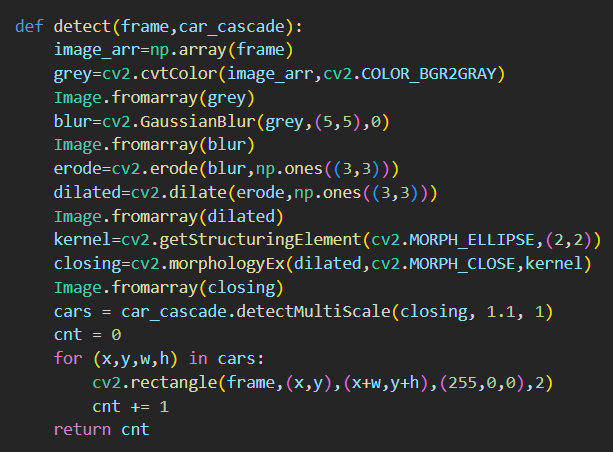 def detect(frame,car_cascade):
    image_arr=np.array(frame)
    grey=cv2.cvtColor(image_arr,cv2.COLOR_BGR2GRAY)
    Image.fromarray(grey)
    blur=cv2.GaussianBlur(grey,(5,5),0)
    Image.fromarray(blur)
    erode=cv2.erode(blur,np.ones((3,3)))
    dilated=cv2.dilate(erode,np.ones((3,3)))
    Image.fromarray(dilated)
    kernel=cv2.getStructuringElement(cv2.MORPH_ELLIPSE,(2,2))
    closing=cv2.morphologyEx(dilated,cv2.MORPH_CLOSE,kernel)
    Image.fromarray(closing)
    cars = car_cascade.detectMultiScale(closing, 1.1, 1)
    cnt = 0
    for (x,y,w,h) in cars:
        cv2.rectangle(frame,(x,y),(x+w,y+h),(255,0,0),2)
        cnt += 1
    return cnt